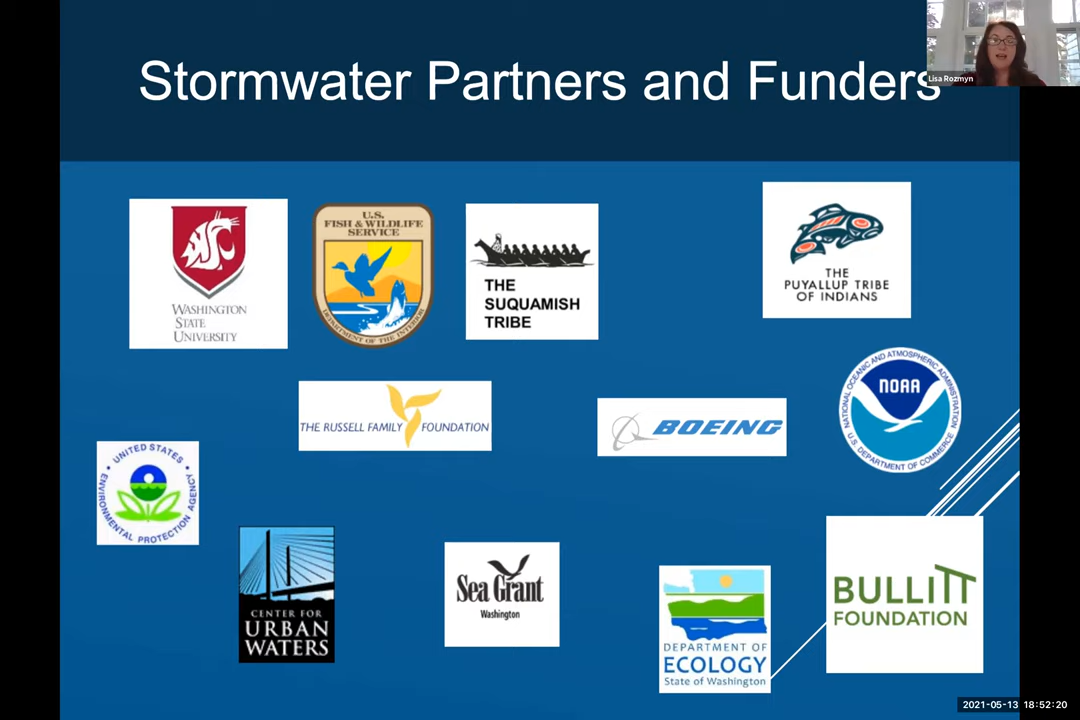 Stormwater Partners and Funders
Lisa Rozmyn
WASHINGTON
STATE
UNIVERSITY
U.S.
FISH & WILDLIFE
SERVICE
DEPARTMENT OF THE INTERIOR
THE
SUQUAMISH
TRIBE
THE
PUYALLUP TRIBE
OF INDIANS
THE RUSSELL FAMILY FOUNDATION
BOEING
NATIONAL OCEANIC AND ATMOSPHERIC ADMINISTRATION
NOAA
U.S. DEPARTMENT OF COMMERCE
UNITED STATES
ENVIRONMENTAL PROTECTION AGENCY
CENTER FOR
URBAN
WATERS
Sea Grant
Washington
DEPARTMENT OF
ECOLOGY
State of Washington
BULLITT
FOUNDATION
2021-05-13 18:52:20